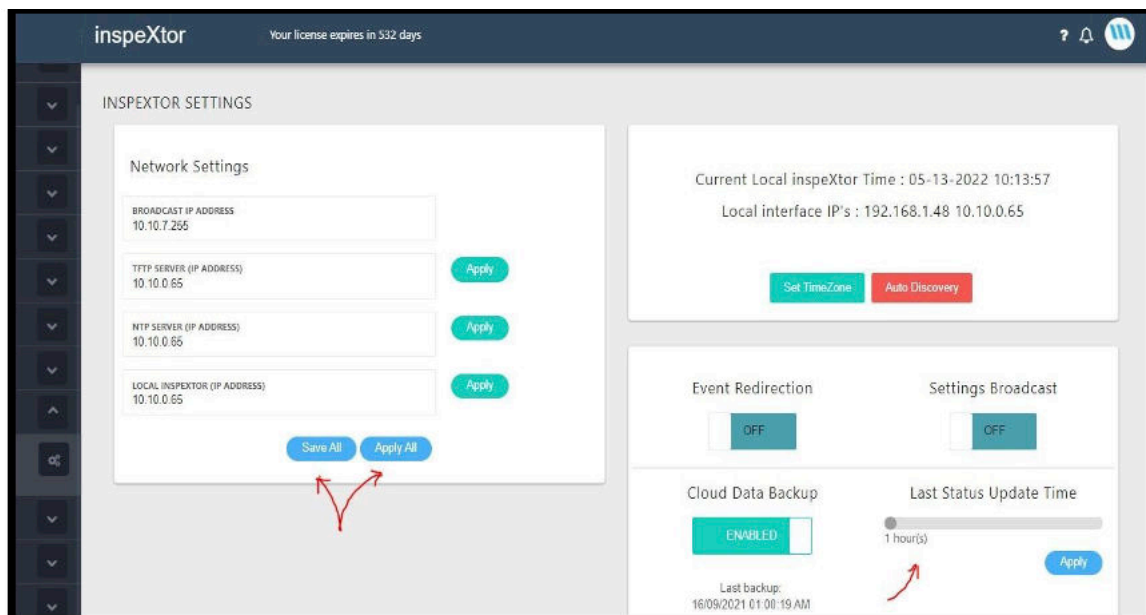 inspeXtor
Your license expires in 532 days
?
INSPEXTOR SETTINGS
Network Settings
BROADCAST IP ADDRESS
10.10.7.255
TFTP SERVER (IP ADDRESS)
10.10.0.65
Apply
NTP SERVER (IP ADDRESS)
10.10.0.65
Apply
LOCAL INSPEXTOR (IP ADDRESS)
10.10.0.65
Apply
Save All
Apply All
Current Local inspeXtor Time : 05-13-2022 10:13:57
Local interface IP's : 192.168.1.48 10.10.0.65
Set TimeZone
Auto Discovery
Event Redirection
Settings Broadcast
OFF
OFF
Cloud Data Backup
Last Status Update Time
ENABLED
1 hour(s)
Apply
Last backup:
16/09/2021 01:00:19 AM